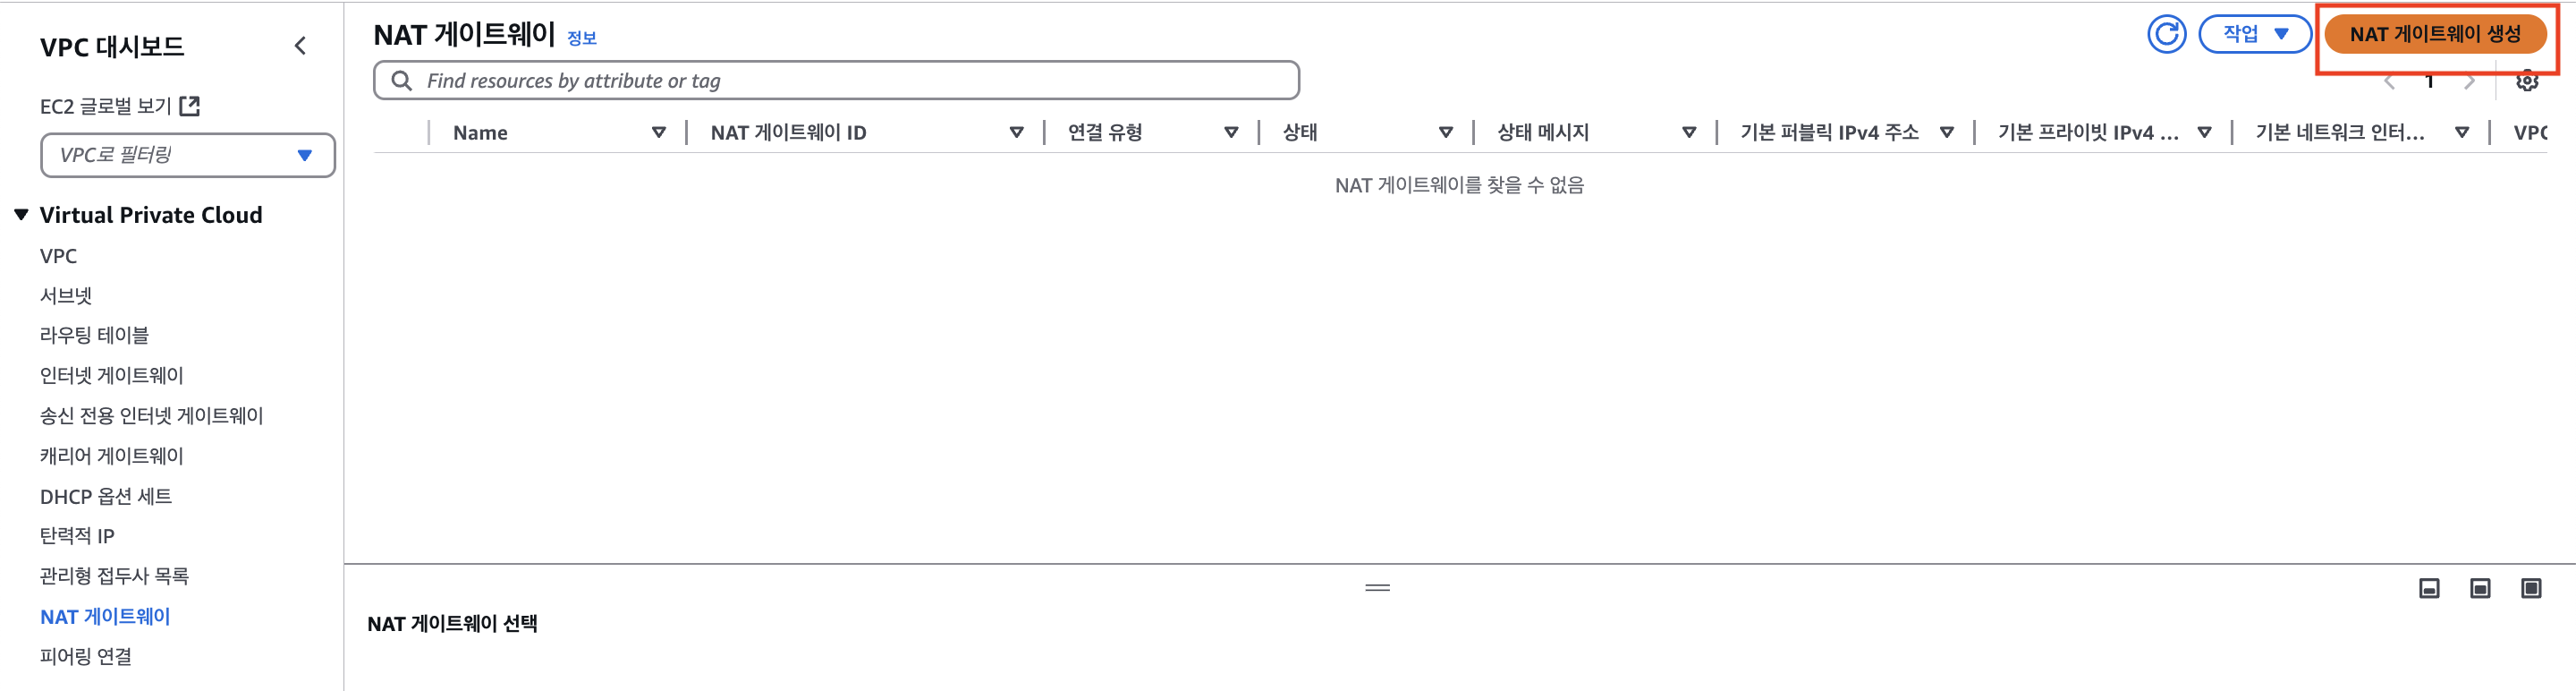 VPC 대시보드
EC2 글로벌 보기
VPC로 필터링
Virtual Private Cloud
VPC
서브넷
라우팅 테이블
인터넷 게이트웨이
송신 전용 인터넷 게이트웨이
캐리어 게이트웨이
DHCP 옵션 세트
탄력적 IP
관리형 접두사 목록
NAT 게이트웨이
피어링 연결
NAT 게이트웨이 정보
작업
NAT 게이트웨이 생성
Find resources by attribute or tag
1
Name NAT 게이트웨이 ID 연결 유형 상태 상태 메시지 기본 퍼블릭 IPv4 주소 기본 프라이빗 IPv4 ... 기본 네트워크 인터... VPC
NAT 게이트웨이를 찾을 수 없음
NAT 게이트웨이 선택